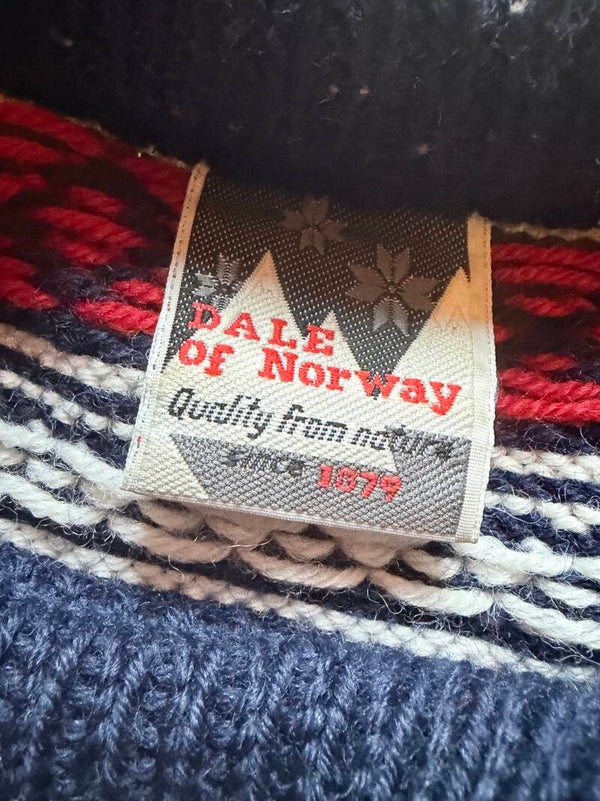 DALE
of Norway
Quality from nature
since 1879